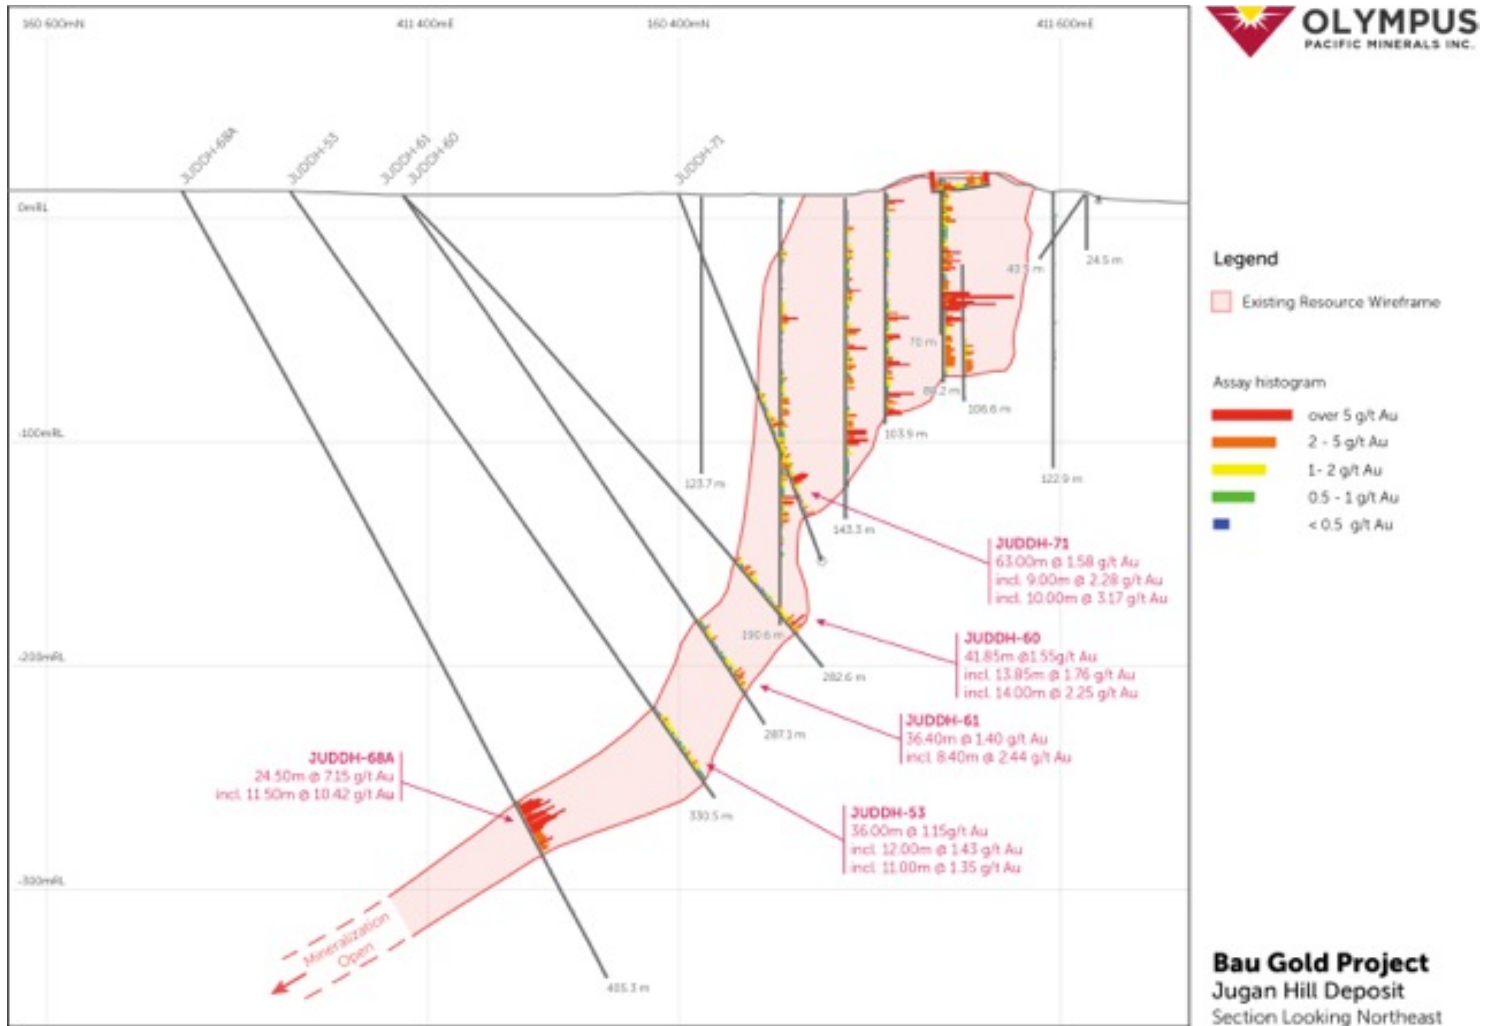 160 600mN
411 400mE
160 400mN
411 600mE
OLYMPUS
PACIFIC MINERALS INC.
JUDDH-68A
JUDDH-53
JUDDH-61
JUDDH-60
JUDDH-71
0mRL
-100mRL
-200mRL
-300mRL
24.5 m
70 m
106.6 m
103.9 m
122.9 m
123.7 m
143.3 m
190.6 m
282.6 m
287.1 m
330.5 m
JUDDH-71
63.00m @ 1.58 g/t Au
incl. 9.00m @ 2.28 g/t Au
incl. 10.00m @ 3.17 g/t Au
JUDDH-60
41.85m @1.55g/t Au
incl. 13.85m @ 1.76 g/t Au
incl. 14.00m @ 2.25 g/t Au
JUDDH-61
36.40m @ 1.40 g/t Au
incl. 8.40m @ 2.44 g/t Au
JUDDH-68A
24.50m @ 7.15 g/t Au
incl. 11.50m @ 10.42 g/t Au
JUDDH-53
36.00m @ 1.15g/t Au
incl. 12.00m @ 1.43 g/t Au
incl. 11.00m @ 1.35 g/t Au
Mineralization
Open
Legend
Existing Resource Wireframe
Assay histogram
over 5 g/t Au
2 - 5 g/t Au
1- 2 g/t Au
0.5 - 1 g/t Au
< 0.5 g/t Au
Bau Gold Project
Jugan Hill Deposit
Section Looking Northeast